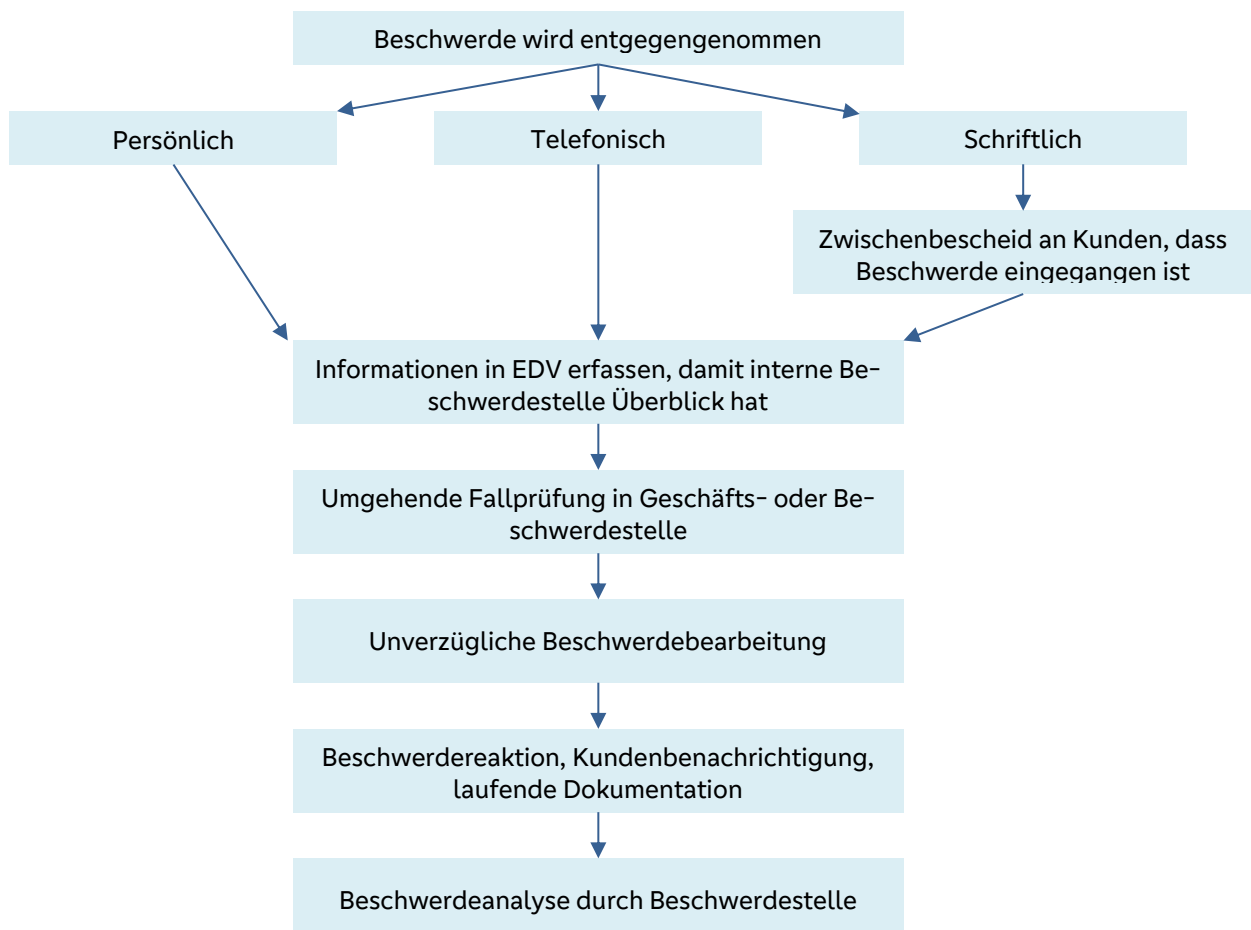 Beschwerde wird entgegengenommen
Persönlich
Telefonisch
Schriftlich
Zwischenbescheid an Kunden, dass
Beschwerde eingegangen ist
Informationen in EDV erfassen, damit interne Be-
schwerdestelle Überblick hat
Umgehende Fallprüfung in Geschäfts- oder Be-
schwerdestelle
Unverzügliche Beschwerdebearbeitung
Beschwerdereaktion, Kundenbenachrichtigung,
laufende Dokumentation
Beschwerdeanalyse durch Beschwerdestelle